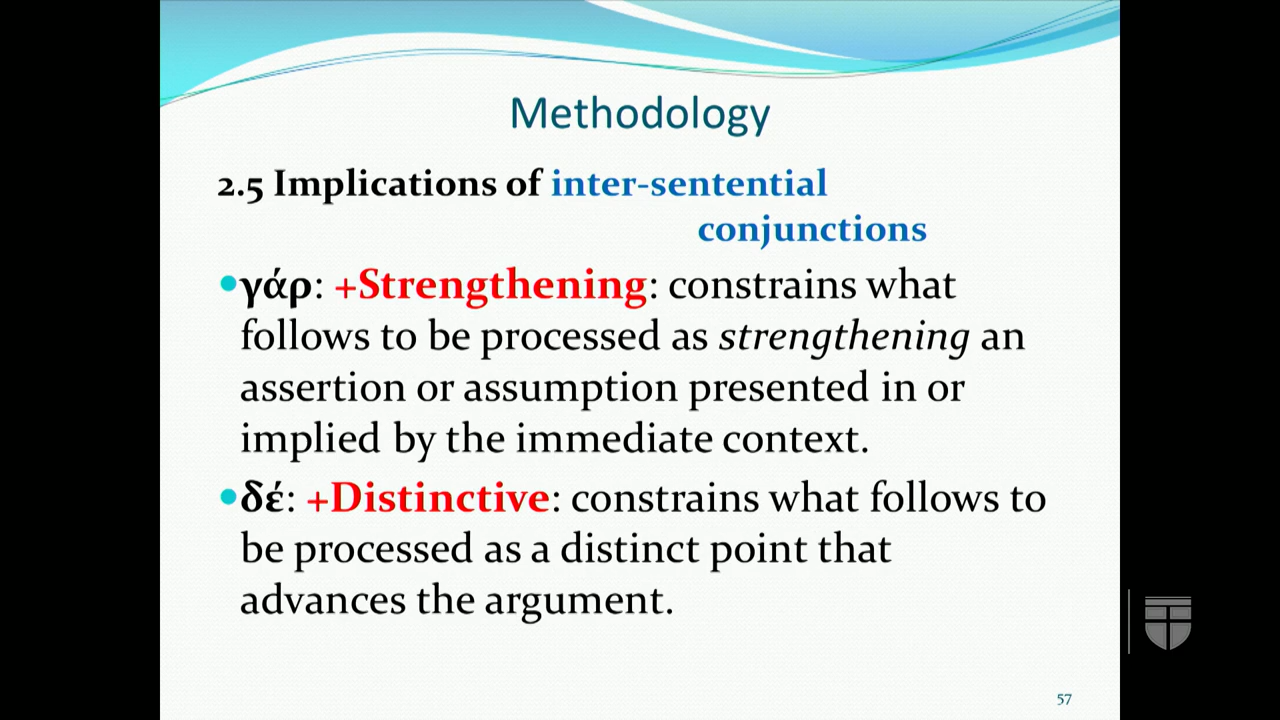 Methodology
2.5 Implications of inter-sentential
conjunctions
•γάρ: +Strengthening: constrains what
follows to be processed as strengthening an
assertion or assumption presented in or
implied by the immediate context.
•δέ: +Distinctive: constrains what follows to
be processed as a distinct point that
advances the argument.
57